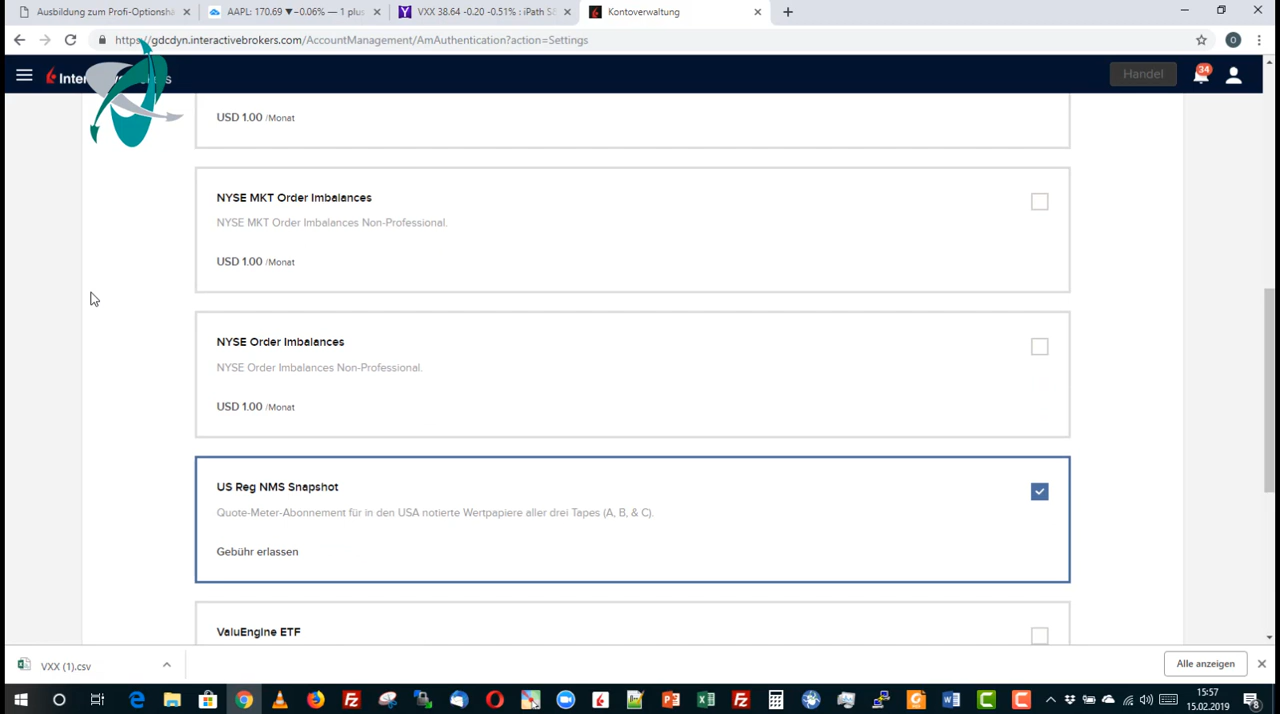 Ausbildung zum Profi-Optionshä
AAPL: 170.69 ▼−0.06% — 1 plus
VXX 38.64 -0.20 -0.51% : iPath S&
Kontoverwaltung
https://gdcdyn.interactivebrokers.com/AccountManagement/AmAuthentication?action=Settings
O
Handel
34
USD 1.00 /Monat
NYSE MKT Order Imbalances
NYSE MKT Order Imbalances Non-Professional.
USD 1.00 /Monat
NYSE Order Imbalances
NYSE Order Imbalances Non-Professional.
USD 1.00 /Monat
US Reg NMS Snapshot
Quote-Meter-Abonnement für in den USA notierte Wertpapiere aller drei Tapes (A, B, & C).
Gebühr erlassen
ValuEngine ETF
VXX (1).csv
Alle anzeigen
15:57
15.02.2019
8